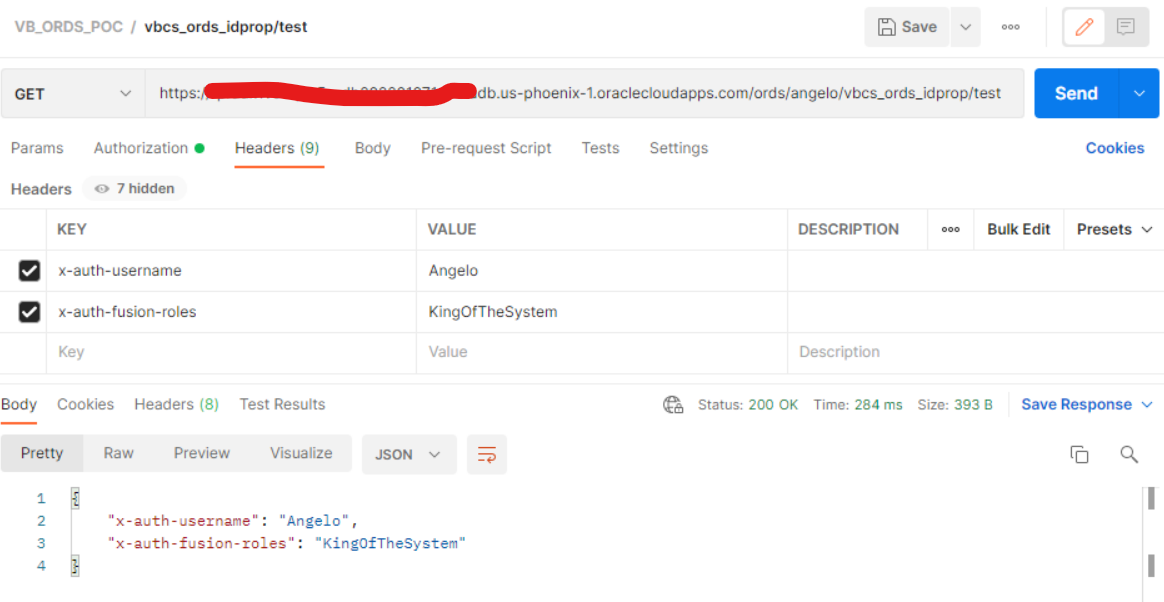 VB_ORDS_POC / vbcs_ords_idprop/test
Save
GET https:/ db.us-phoenix-1.oraclecloudapps.com/ords/angelo/vbcs_ords_idprop/test Send
Params Authorization Headers (9) Body Pre-request Script Tests Settings Cookies
Headers 7 hidden
KEY VALUE DESCRIPTION Bulk Edit Presets
x-auth-username Angelo
x-auth-fusion-roles KingOfTheSystem
Key Value Description
Body Cookies Headers (8) Test Results Status: 200 OK Time: 284 ms Size: 393 B Save Response
Pretty Raw Preview Visualize JSON
1 {
2 "x-auth-username": "Angelo",
3 "x-auth-fusion-roles": "KingOfTheSystem"
4 }